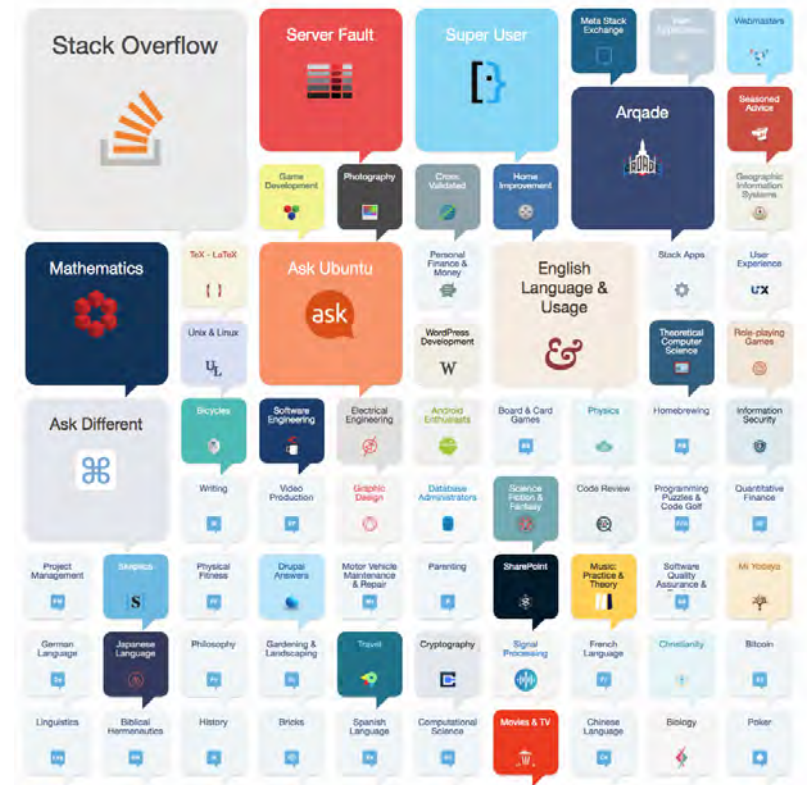 Stack Overflow
Server Fault
Super User
Meta Stack
Exchange
Webmasters
Arqade
Seasoned
Advice
Game
Development
Photography
Cross
Validated
Home
Improvement
Geographic
Information
Systems
Mathematics
TeX - LaTeX
{ }
Ask Ubuntu
ask
Personal
Finance &
Money
English
Language &
Usage
&
Stack Apps
User
Experience
UX
Unix & Linux
UL
WordPress
Development
W
Theoretical
Computer
Science
Role-playing
Games
Ask Different
⌘
Bicycles
Software
Engineering
Electrical
Engineering
Android
Enthusiasts
Board & Card
Games
Physics
Homebrewing
Information
Security
Writing
Video
Production
Graphic
Design
Database
Administrators
Science
Fiction &
Fantasy
Code Review
Programming
Puzzles &
Code Golf
Quantitative
Finance
Project
Management
Skeptics
S
Physical
Fitness
Drupal
Answers
Motor Vehicle
Maintenance
& Repair
Parenting
SharePoint
Music:
Practice &
Theory
Software
Quality
Assurance &
Mi Yodeya
German
Language
Japanese
Language
Philosophy
Gardening &
Landscaping
Travel
Cryptography
Signal
Processing
French
Language
Christianity
Bitcoin
Linguistics
Biblical
Hermeneutics
History
Bricks
Spanish
Language
Computational
Science
Movies & TV
Chinese
Language
Biology
Poker